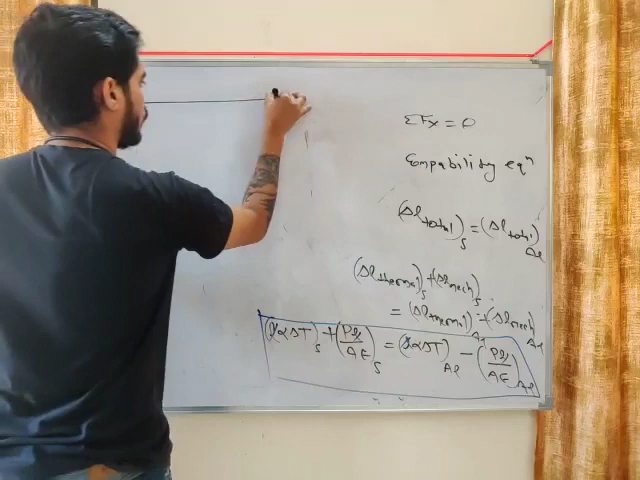 ΣFx = 0
Compability eqⁿ
(Δl total)s = (Δl total)Al
(Δl thermal)s + (Δl mech)s
= (Δl thermal)Al + (Δl mech)Al
(lαΔT)s + (Pl/AE)s = (lαΔT)Al − (Pl/AE)Al